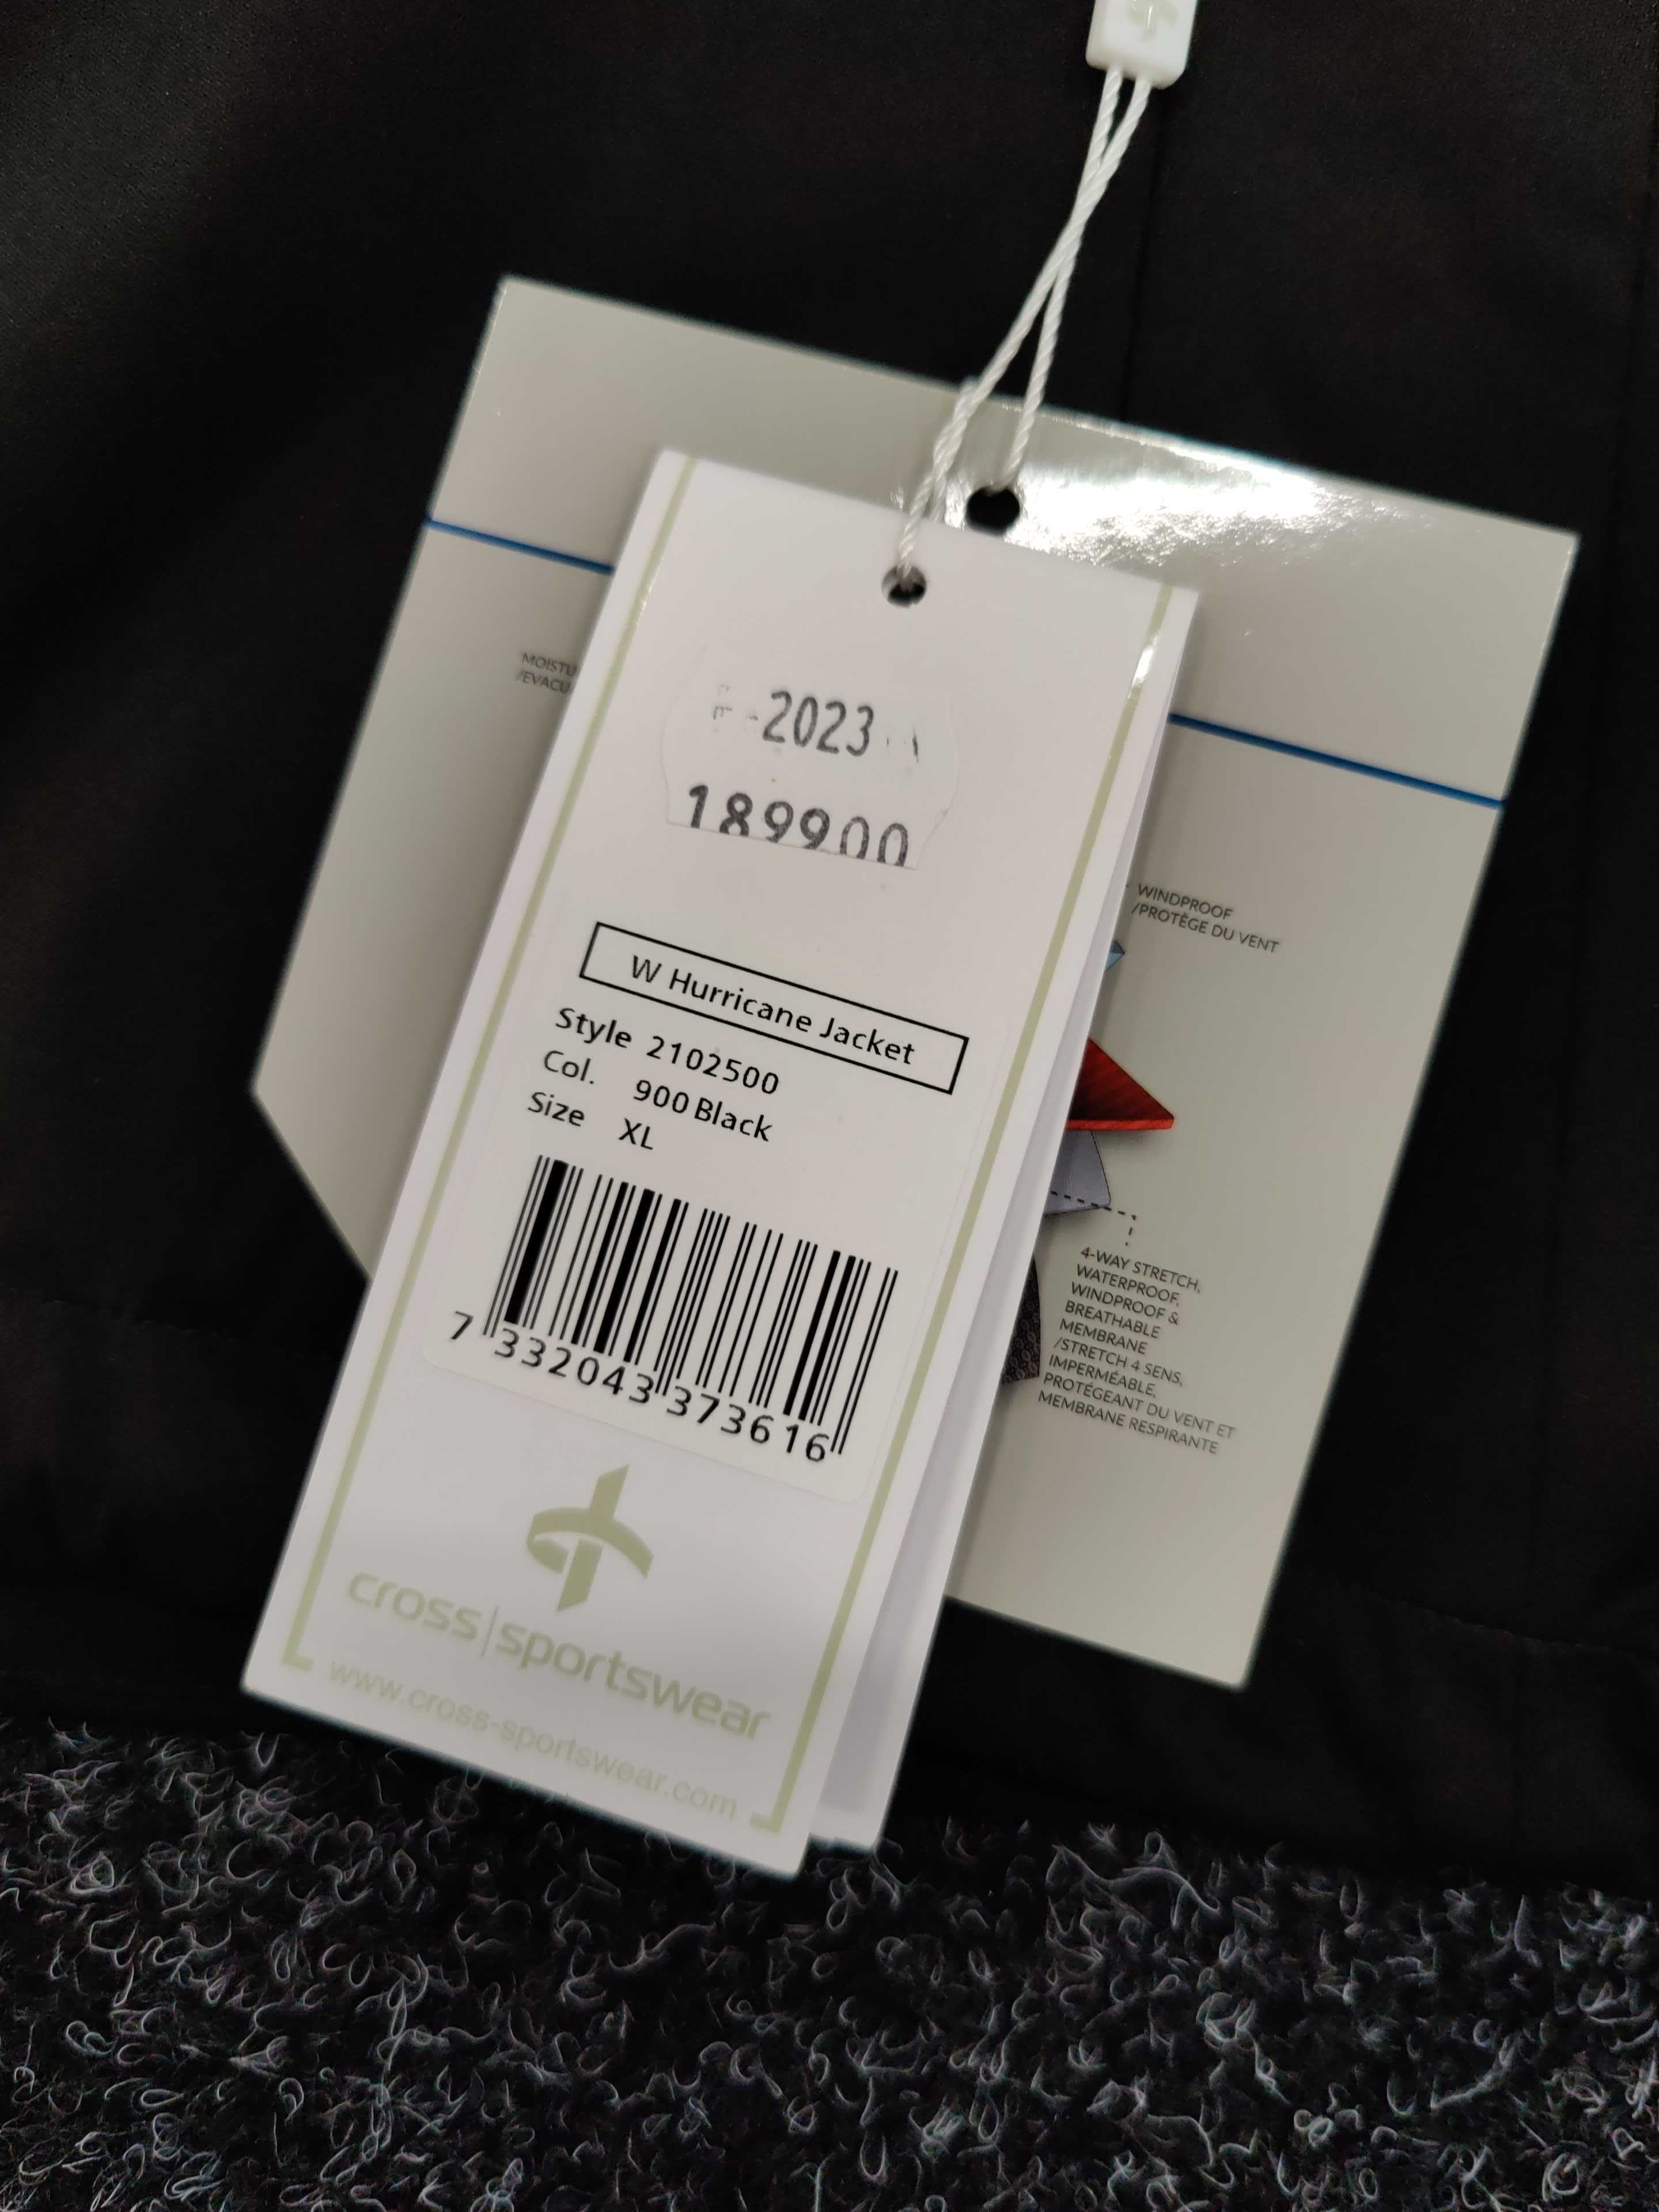 -2023
189900
W Hurricane Jacket
Style 2102500
Col. 900 Black
Size XL
7 332043 373616
cross|sportswear
www.cross-sportswear.com
WINDPROOF
/PROTÈGE DU VENT
4-WAY STRETCH,
WATERPROOF,
WINDPROOF &
BREATHABLE
MEMBRANE
/STRETCH 4 SENS,
IMPERMÉABLE,
PROTÉGEANT DU VENT ET
MEMBRANE RESPIRANTE